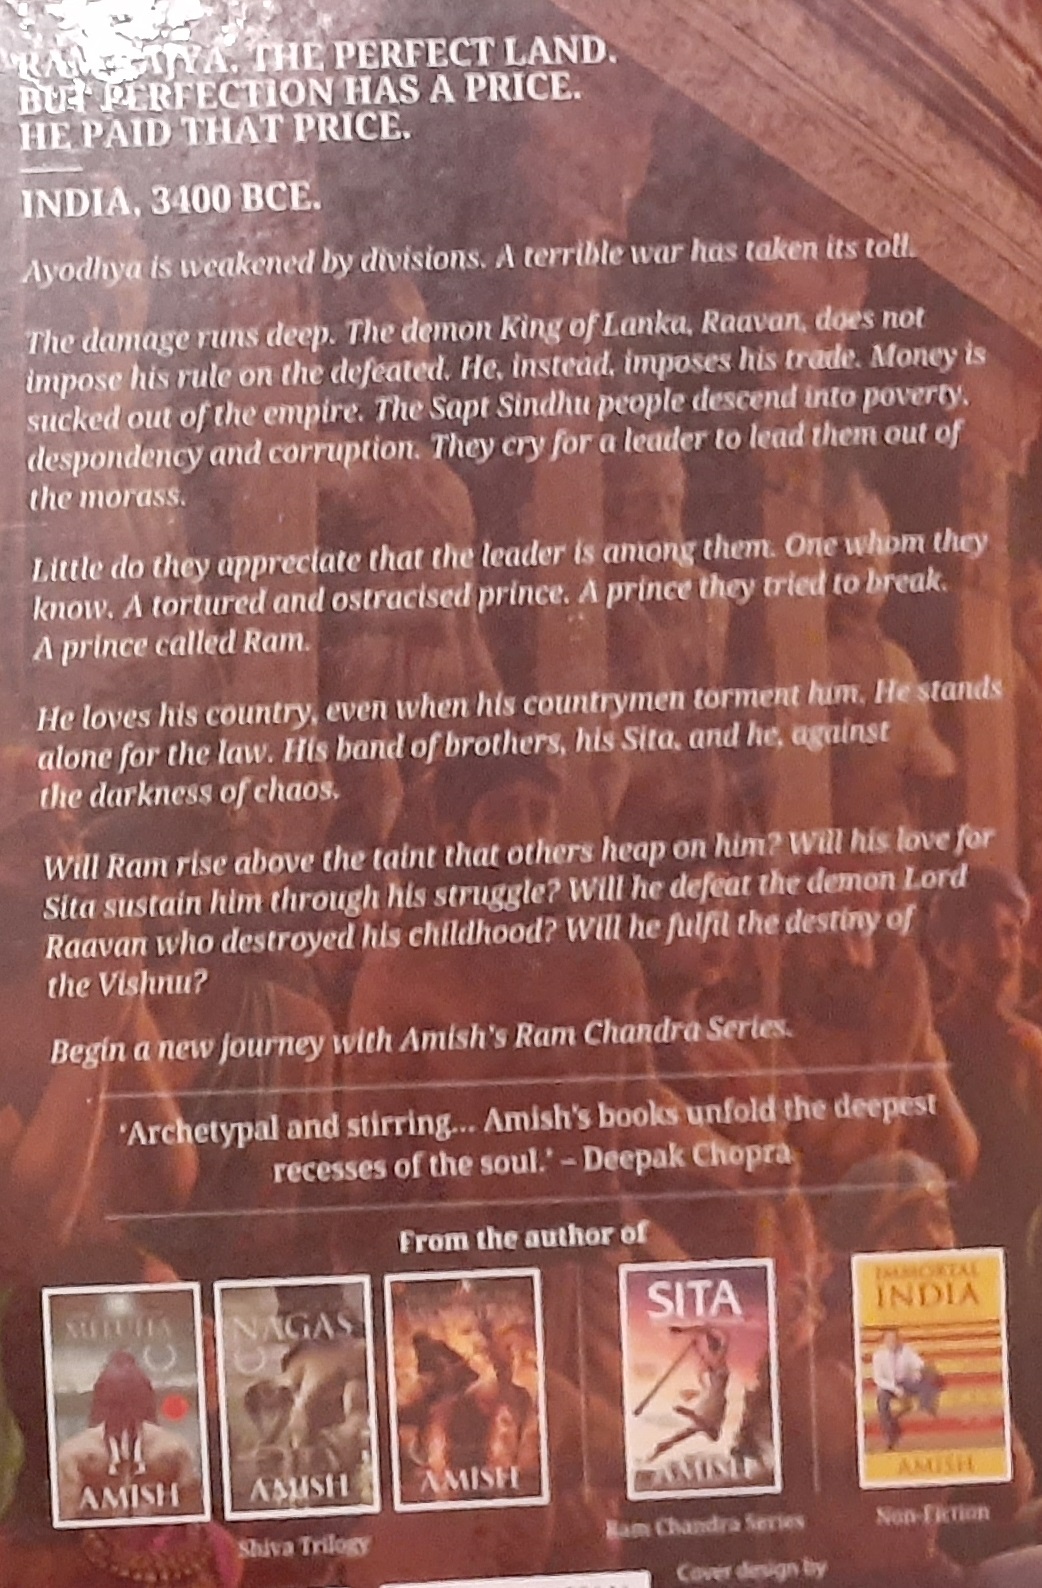 RAM RAJYA. THE PERFECT LAND.
BUT PERFECTION HAS A PRICE.
HE PAID THAT PRICE.
INDIA, 3400 BCE.
Ayodhya is weakened by divisions. A terrible war has taken its toll.
The damage runs deep. The demon King of Lanka, Raavan, does not
impose his rule on the defeated. He, instead, imposes his trade. Money is
sucked out of the empire. The Sapt Sindhu people descend into poverty,
despondency and corruption. They cry for a leader to lead them out of
the morass.
Little do they appreciate that the leader is among them. One whom they
know. A tortured and ostracised prince. A prince they tried to break.
A prince called Ram.
He loves his country, even when his countrymen torment him. He stands
alone for the law. His band of brothers, his Sita, and he, against
the darkness of chaos.
Will Ram rise above the taint that others heap on him? Will his love for
Sita sustain him through his struggle? Will he defeat the demon Lord
Raavan who destroyed his childhood? Will he fulfil the destiny of
the Vishnu?
Begin a new journey with Amish's Ram Chandra Series.
'Archetypal and stirring... Amish's books unfold the deepest
recesses of the soul.' – Deepak Chopra
From the author of
MELUHA
AMISH
NAGAS
AMISH
AMISH
SITA
AMISH
IMMORTAL
INDIA
AMISH
Shiva Trilogy
Ram Chandra Series
Non-Fiction
Cover design by